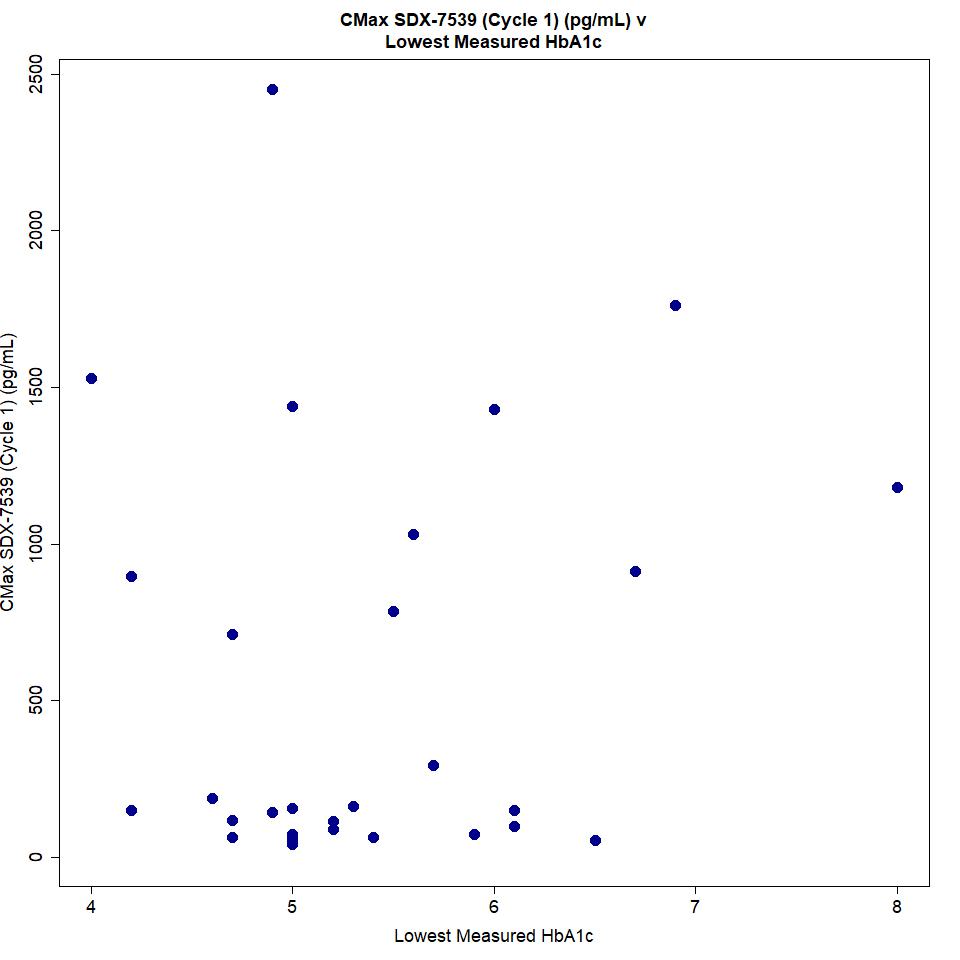 CMax SDX-7539 (Cycle 1) (pg/mL) v
Lowest Measured HbA1c
CMax SDX-7539 (Cycle 1) (pg/mL)
2500
2000
1500
1000
500
0
4 5 6 7 8
Lowest Measured HbA1c